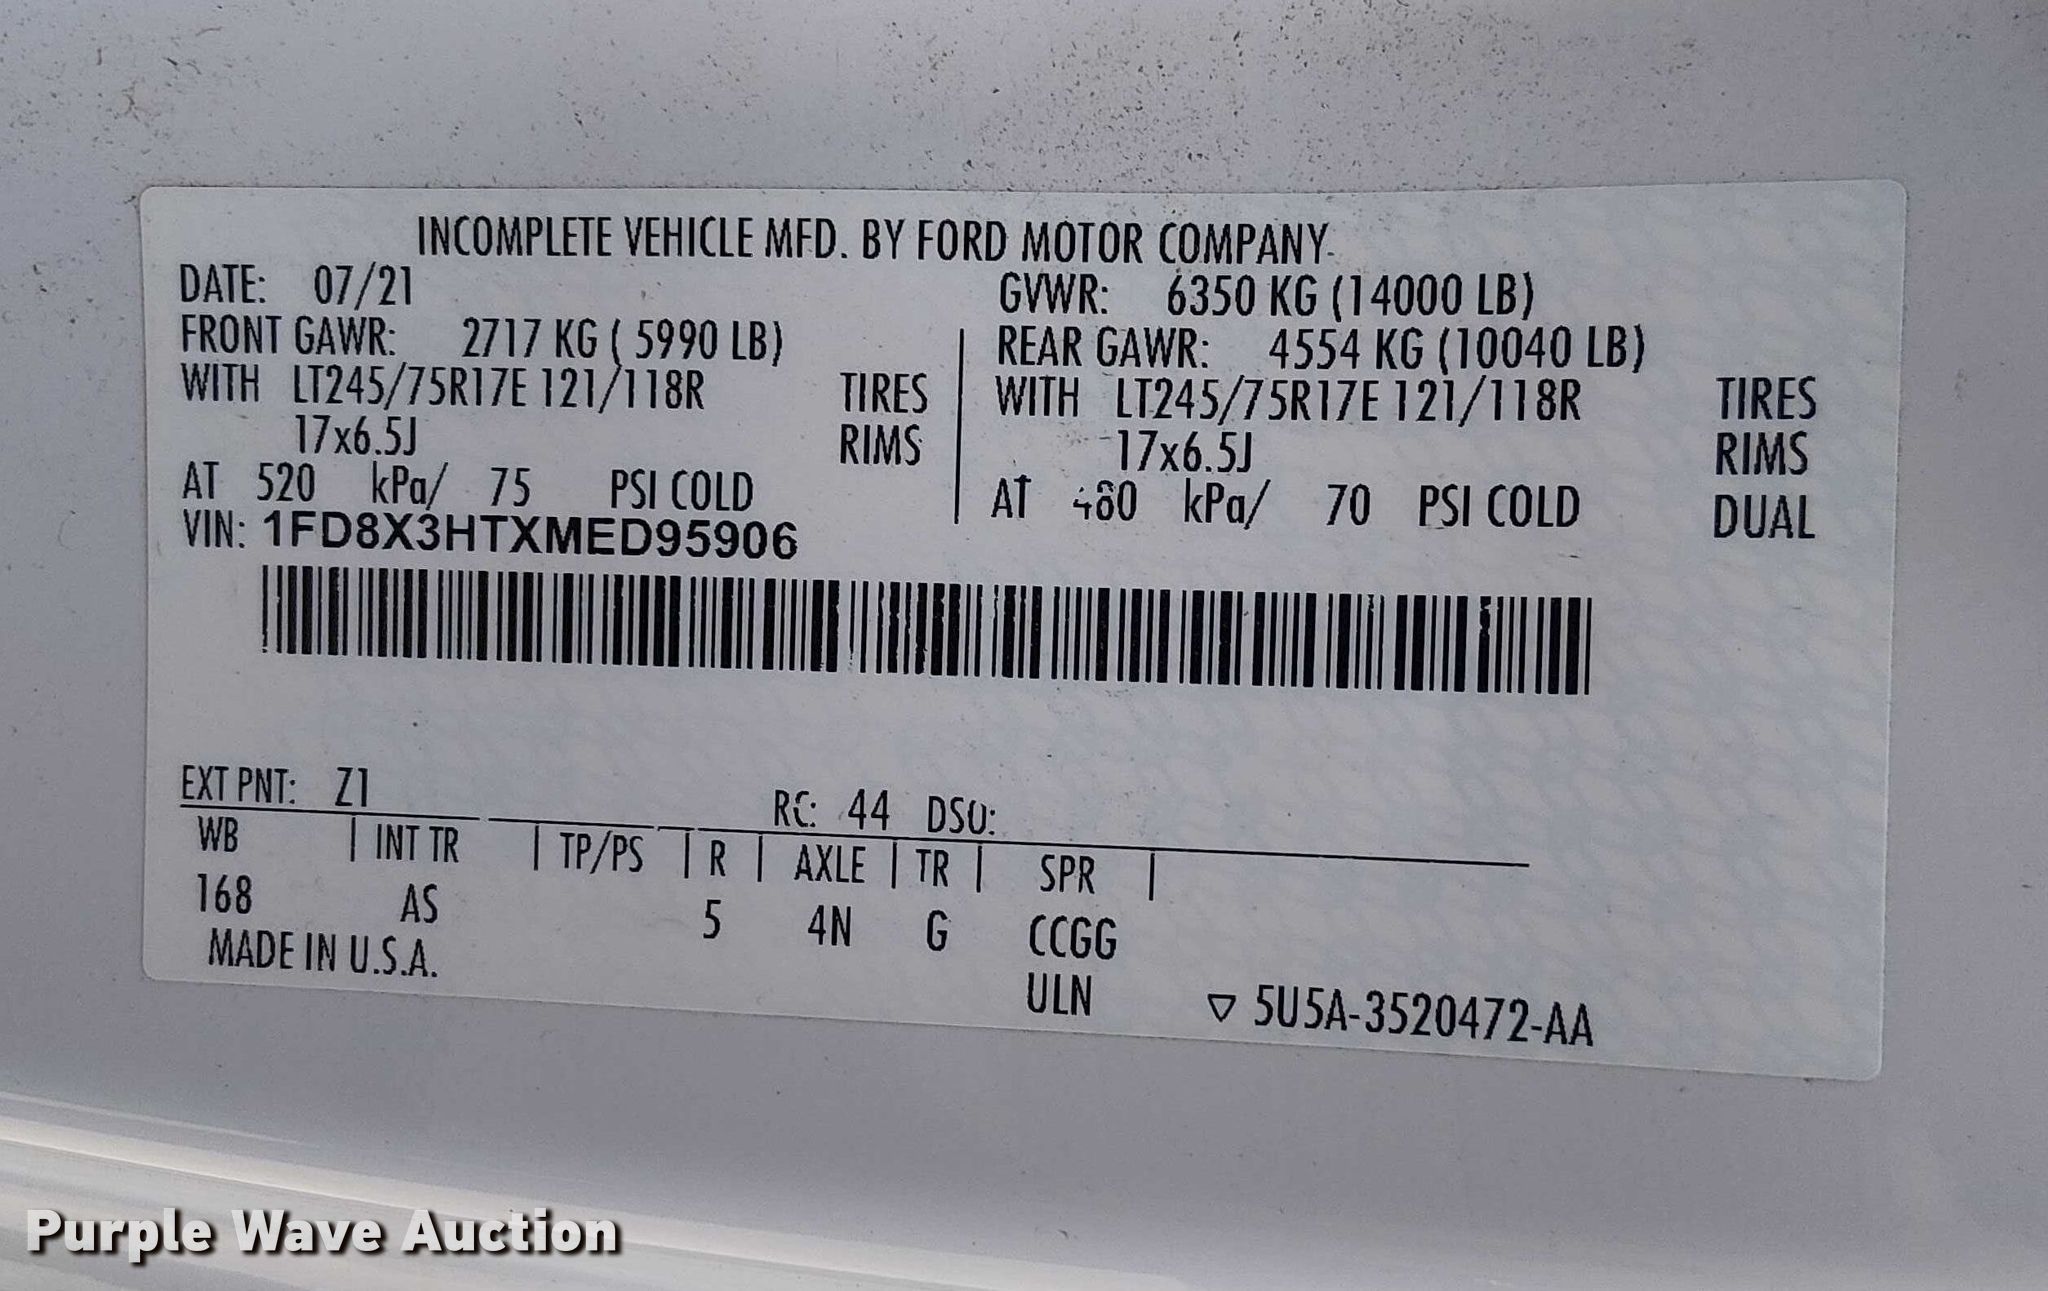 INCOMPLETE VEHICLE MFD. BY FORD MOTOR COMPANY.
DATE: 07/21 GVWR: 6350 KG (14000 LB)
FRONT GAWR: 2717 KG ( 5990 LB) REAR GAWR: 4554 KG (10040 LB)
WITH LT245/75R17E 121/118R TIRES WITH LT245/75R17E 121/118R TIRES
17x6.5J RIMS 17x6.5J RIMS
AT 520 kPa/ 75 PSI COLD AT 480 kPa/ 70 PSI COLD DUAL
VIN: 1FD8X3HTXMED95906
EXT PNT: Z1 RC: 44 DSO:
WB | INT TR | TP/PS | R | AXLE | TR | SPR |
168 AS 5 4N G CCGG
MADE IN U.S.A. ULN ▽ 5U5A-3520472-AA
Purple Wave Auction